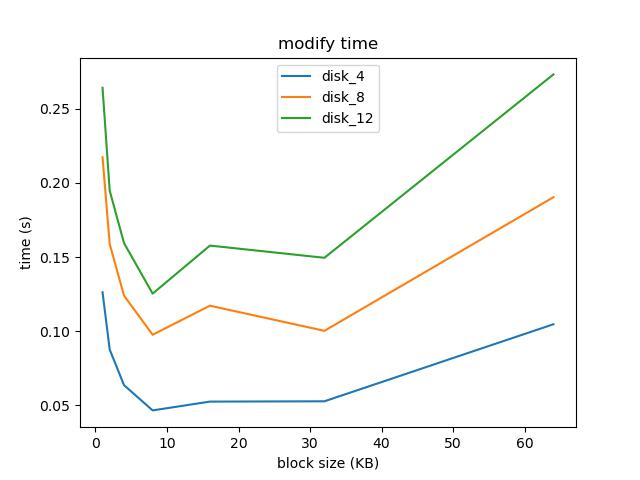 modify time
disk_4
disk_8
disk_12
0.25
0.20
0.15
0.10
0.05
time (s)
0 10 20 30 40 50 60
block size (KB)